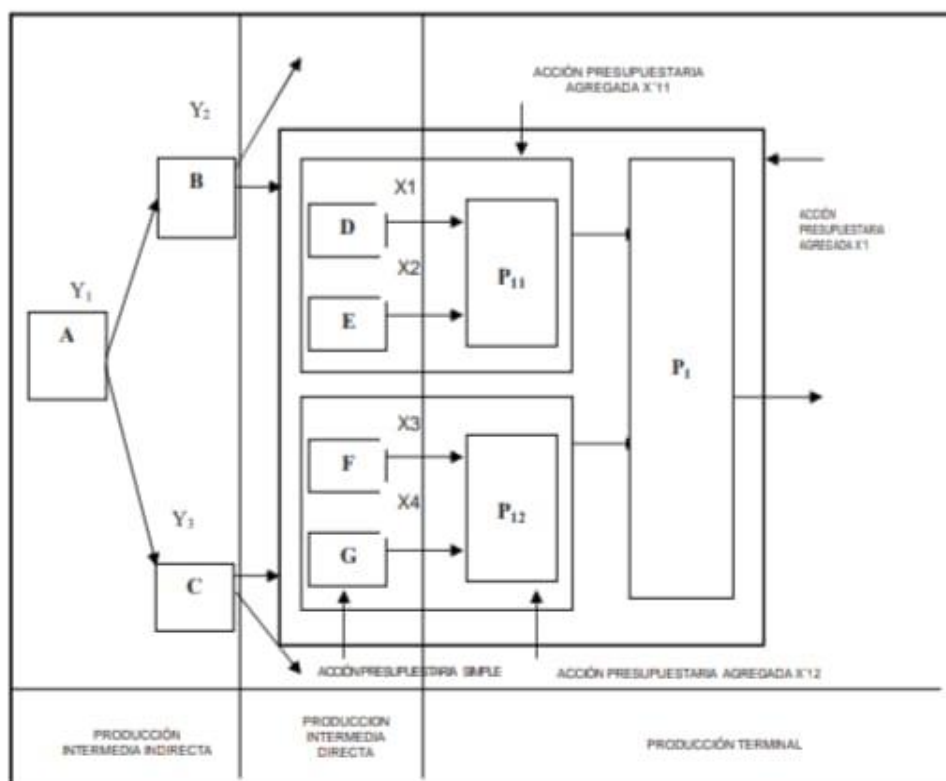 ACCIÓN PRESUPUESTARIA
AGREGADA X´11
Y₂
B
X1
D
ACCIÓN
PRESUPUESTARIA
AGREGADA X'1
X2
P₁₁
Y₁
A
E
P₁
X3
F
X4
P₁₂
Y₃
G
C
ACCIÓN PRESUPUESTARIA SIMPLE
ACCIÓN PRESUPUESTARIA AGREGADA X´12
PRODUCCIÓN
INTERMEDIA INDIRECTA
PRODUCCION
INTERMEDIA
DIRECTA
PRODUCCIÓN TERMINAL